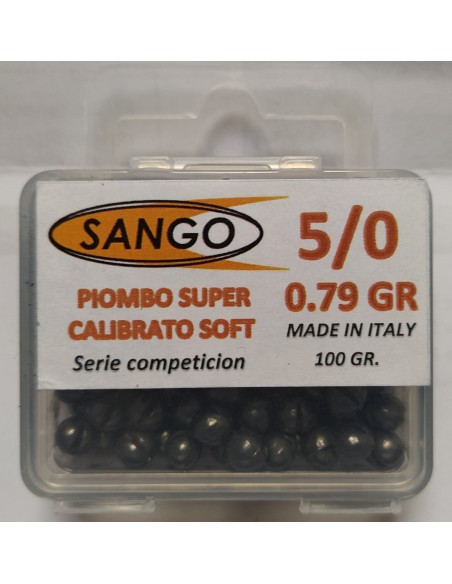 SANGO
5/0
PIOMBO SUPER
CALIBRATO SOFT
Serie competicion
0.79 GR
MADE IN ITALY
100 GR.